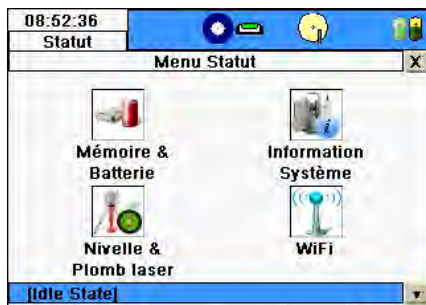 08:52:36
Statut
Menu Statut
X
Mémoire &
Batterie
Information
Système
Nivelle &
Plomb laser
WiFi
[Idle State]